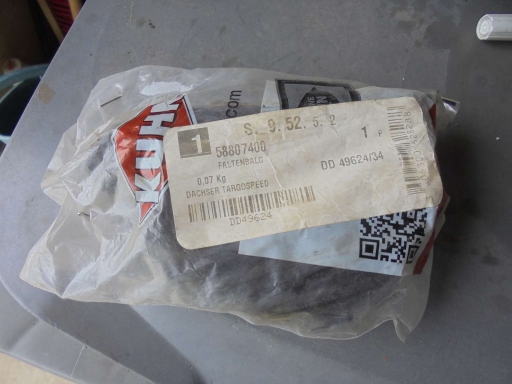 KUHN
.com
S. 9. 52. 5. 2
1
58807400
FALTENBALG
1 P
0,07 Kg
DD 49624/34
DACHSER TARGOSPEED
DD49624